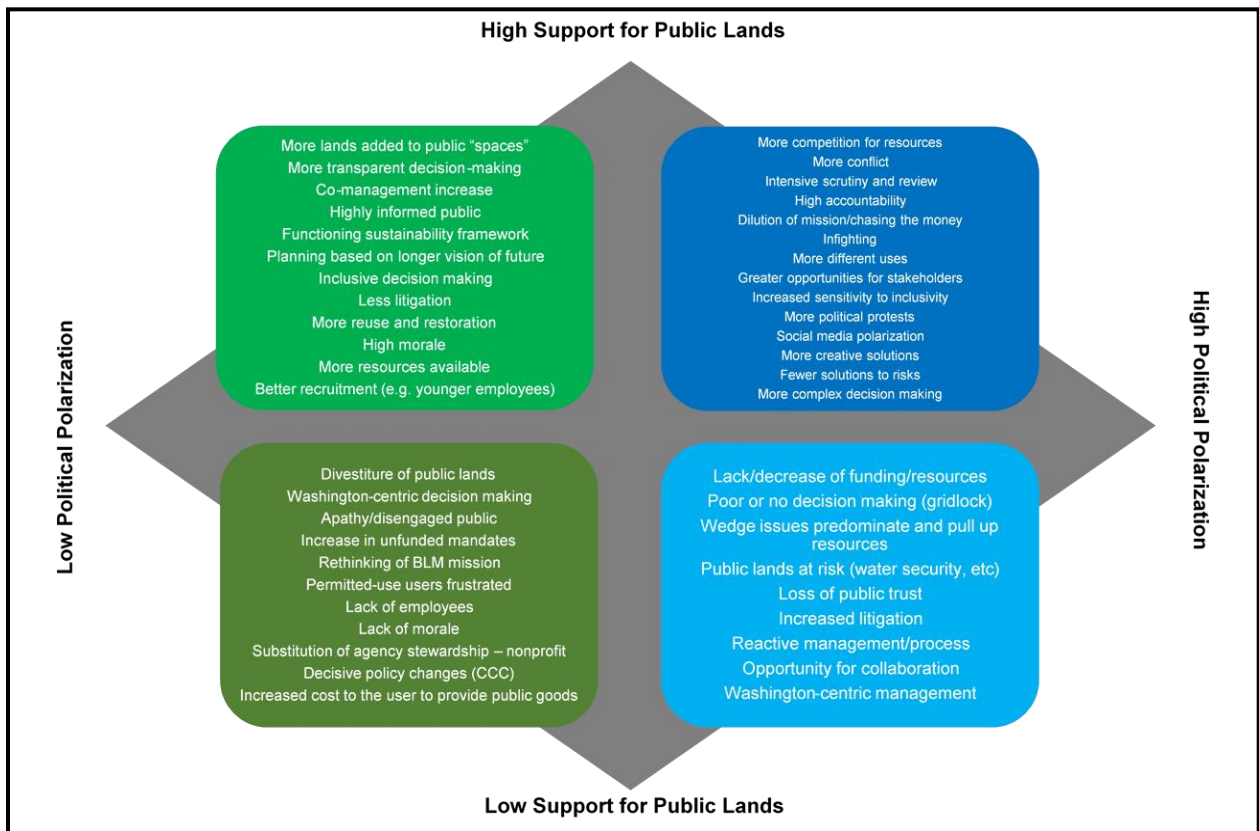 High Support for Public Lands
More lands added to public “spaces”
More transparent decision-making
Co-management increase
Highly informed public
Functioning sustainability framework
Planning based on longer vision of future
Inclusive decision making
Less litigation
More reuse and restoration
High morale
More resources available
Better recruitment (e.g. younger employees)
More competition for resources
More conflict
Intensive scrutiny and review
High accountability
Dilution of mission/chasing the money
Infighting
More different uses
Greater opportunities for stakeholders
Increased sensitivity to inclusivity
More political protests
Social media polarization
More creative solutions
Fewer solutions to risks
More complex decision making
Low Political Polarization
High Political Polarization
Divestiture of public lands
Washington-centric decision making
Apathy/disengaged public
Increase in unfunded mandates
Rethinking of BLM mission
Permitted-use users frustrated
Lack of employees
Lack of morale
Substitution of agency stewardship – nonprofit
Decisive policy changes (CCC)
Increased cost to the user to provide public goods
Lack/decrease of funding/resources
Poor or no decision making (gridlock)
Wedge issues predominate and pull up
resources
Public lands at risk (water security, etc)
Loss of public trust
Increased litigation
Reactive management/process
Opportunity for collaboration
Washington-centric management
Low Support for Public Lands